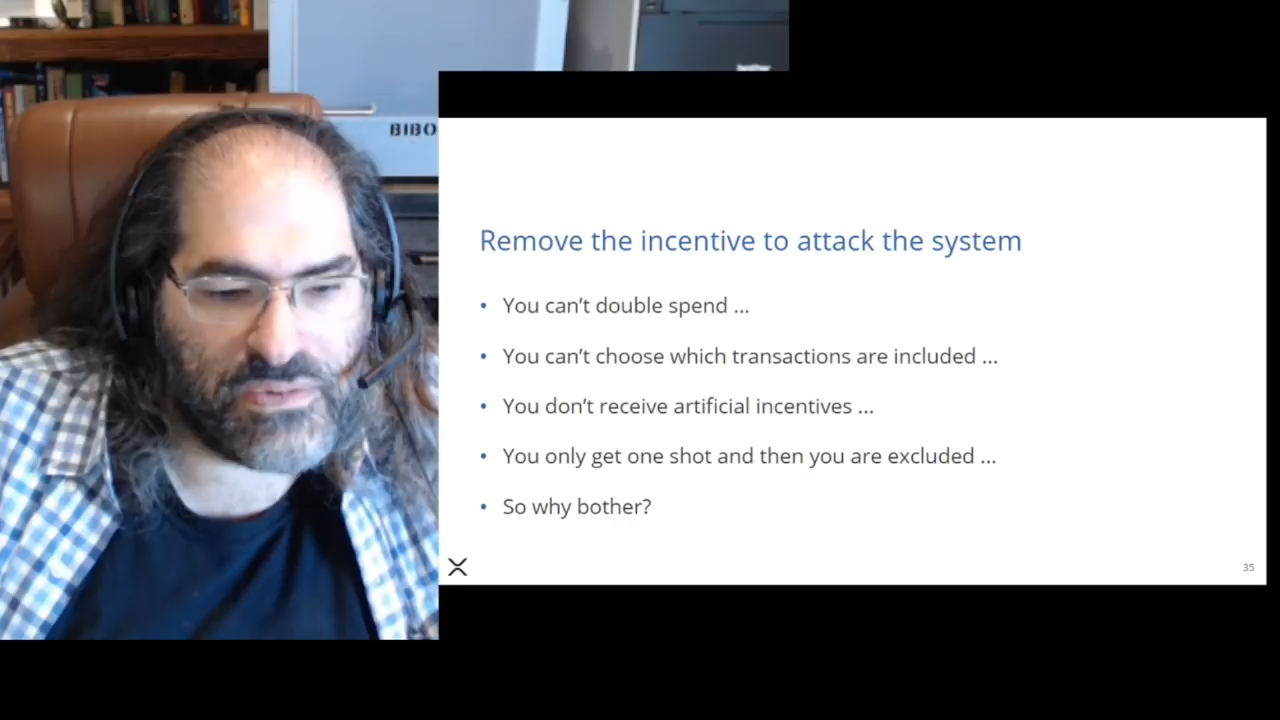 BIBO
Remove the incentive to attack the system
• You can't double spend ...
• You can't choose which transactions are included ...
• You don't receive artificial incentives ...
• You only get one shot and then you are excluded ...
• So why bother?
35